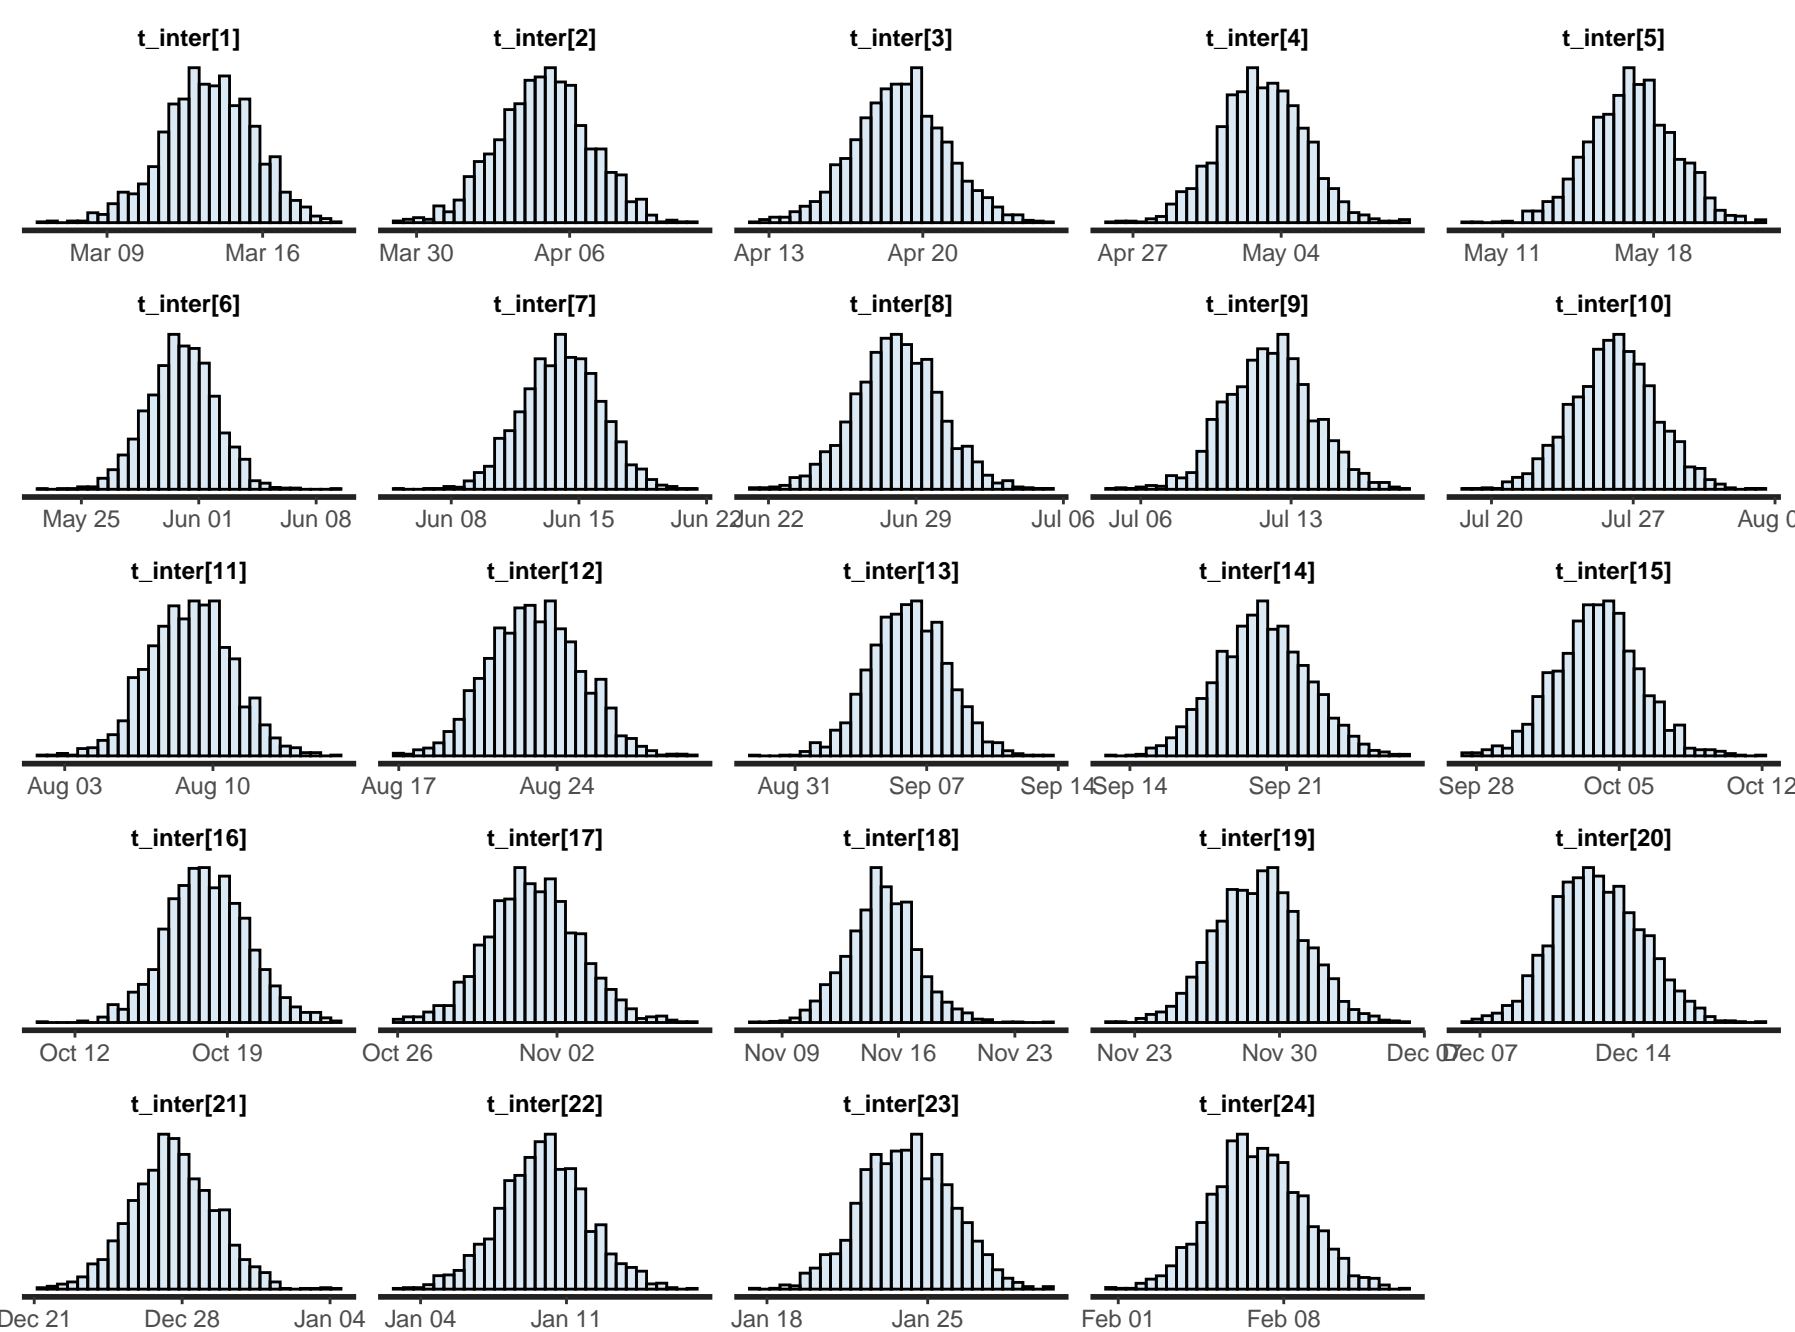 t_inter[1] t_inter[2] t_inter[3] t_inter[4] t_inter[5]
Mar 09 Mar 16 Mar 30 Apr 06 Apr 13 Apr 20 Apr 27 May 04 May 11 May 18
t_inter[6] t_inter[7] t_inter[8] t_inter[9] t_inter[10]
May 25 Jun 01 Jun 08 Jun 08 Jun 15 Jun 22 Jun 22 Jun 29 Jul 06 Jul 06 Jul 13 Jul 20 Jul 27 Aug 0
t_inter[11] t_inter[12] t_inter[13] t_inter[14] t_inter[15]
Aug 03 Aug 10 Aug 17 Aug 24 Aug 31 Sep 07 Sep 14 Sep 14 Sep 21 Sep 28 Oct 05 Oct 12
t_inter[16] t_inter[17] t_inter[18] t_inter[19] t_inter[20]
Oct 12 Oct 19 Oct 26 Nov 02 Nov 09 Nov 16 Nov 23 Nov 23 Nov 30 Dec 07 Dec 07 Dec 14
t_inter[21] t_inter[22] t_inter[23] t_inter[24]
Dec 21 Dec 28 Jan 04 Jan 04 Jan 11 Jan 18 Jan 25 Feb 01 Feb 08